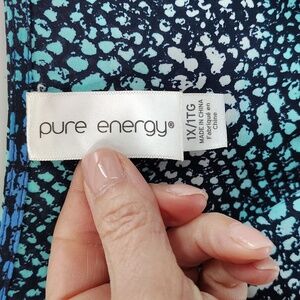 pure energy®
1X/1TG
MADE IN CHINA
Fabriqué en
Chine